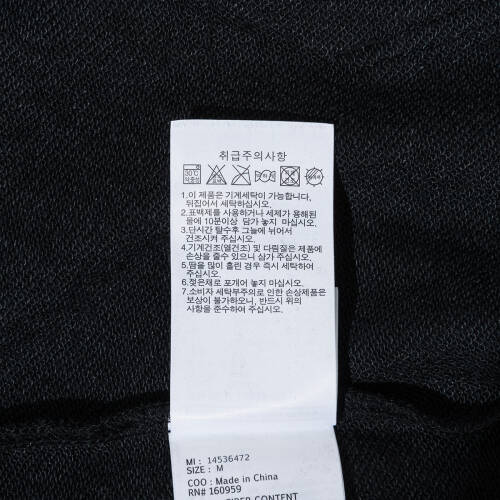 취급주의사항
30℃
약중성
1.이 제품은 기계세탁이 가능합니다,
뒤집어서 세탁하십시오.
2.표백제를 사용하거나 세제가 용해된
물에 10분이상 담가 놓지 마십시오.
3.단시간 탈수후 그늘에 뉘어서
건조시켜 주십시오.
4.기계건조(열건조) 및 다림질은 제품에
손상을 줄수 있으니 삼가 주십시오.
5.땀을 많이 흘린 경우 즉시 세탁하여
주십시오.
6.젖은채로 포개어 놓지 마십시오.
7.소비자 세탁부주의로 인한 손상제품은
보상이 불가하오니, 반드시 위의
사항을 준수하여 주십시오.
MI : 14536472
SIZE : M
COO : Made in China
RN# 160959
FIBER CONTENT